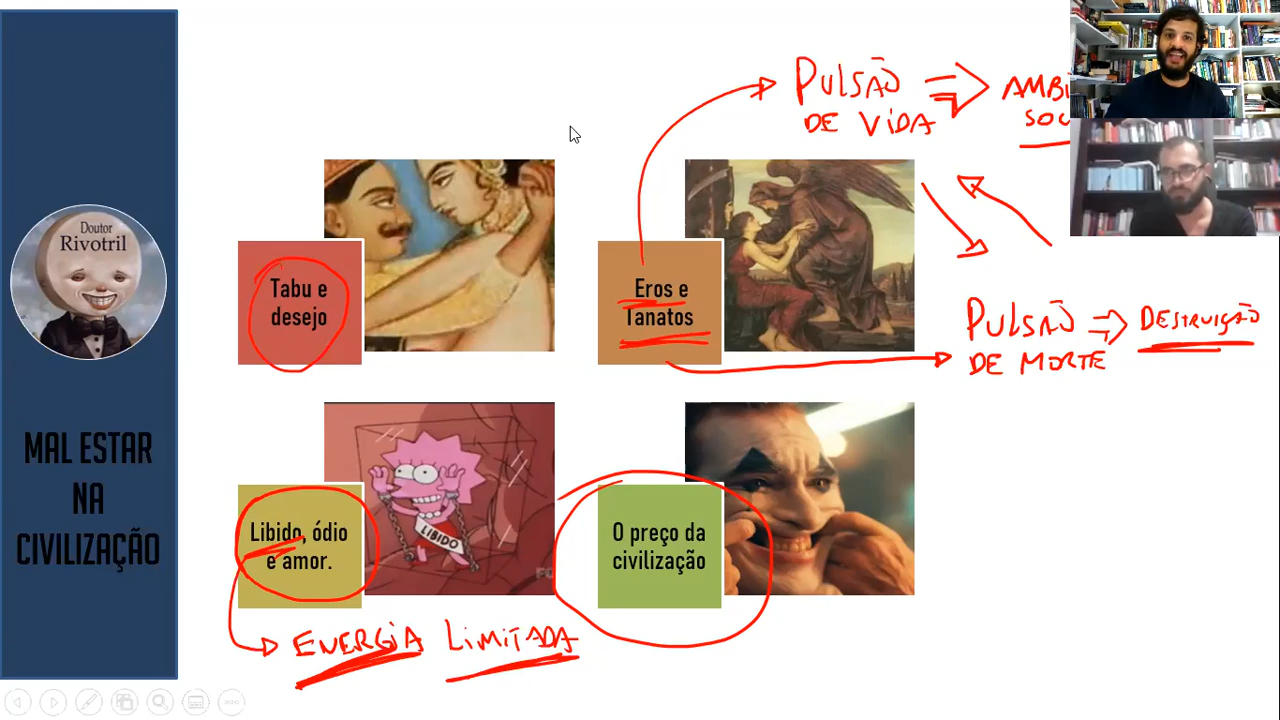 Doutor
Rivotril
MAL ESTAR
NA
CIVILIZAÇÃO
Tabu e
desejo
Eros e
Tanatos
PULSÃO
DE VIDA
PULSÃO
DE MORTE
DESTRUIÇÃO
Libido, ódio
e amor.
LIBIDO
ENERGIA LIMITADA
O preço da
civilização